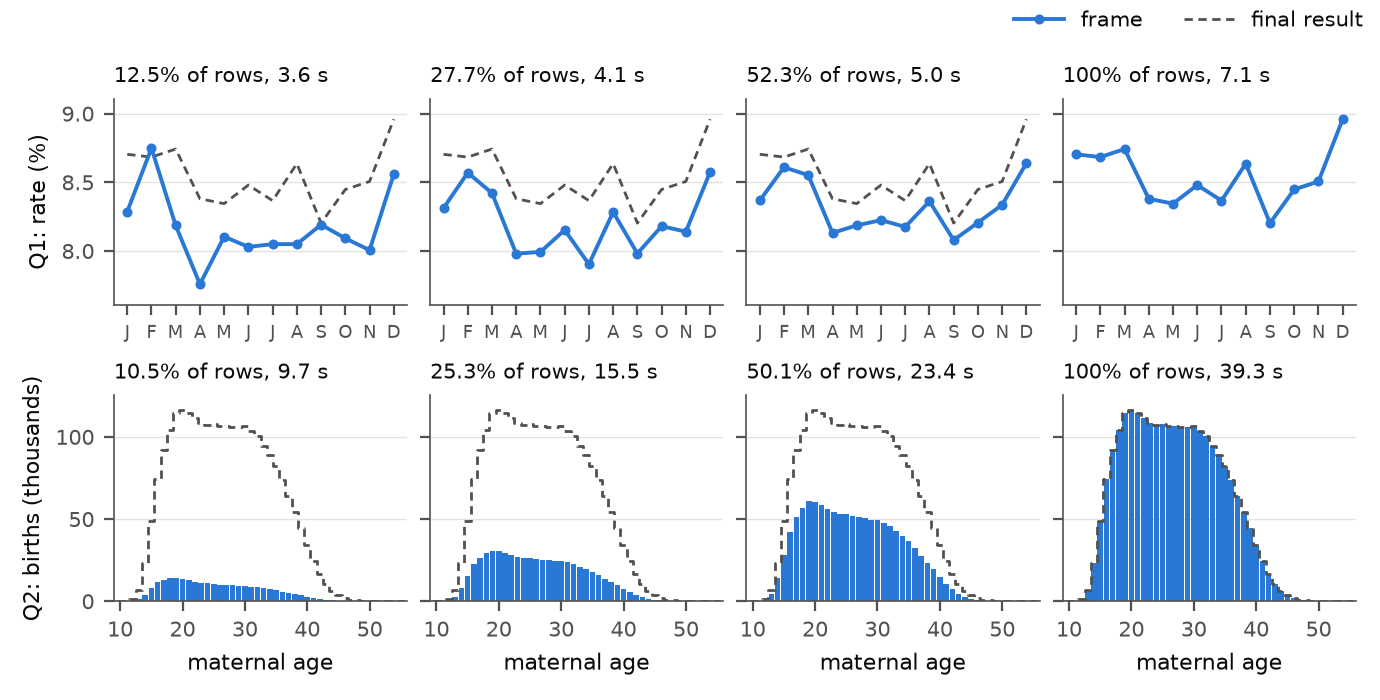 frame final result
12.5% of rows, 3.6 s 27.7% of rows, 4.1 s 52.3% of rows, 5.0 s 100% of rows, 7.1 s
Q1: rate (%)
9.0
8.5
8.0
J F M A M J J A S O N D J F M A M J J A S O N D J F M A M J J A S O N D J F M A M J J A S O N D
10.5% of rows, 9.7 s 25.3% of rows, 15.5 s 50.1% of rows, 23.4 s 100% of rows, 39.3 s
Q2: births (thousands)
100
50
0
10 20 30 40 50 10 20 30 40 50 10 20 30 40 50 10 20 30 40 50
maternal age maternal age maternal age maternal age